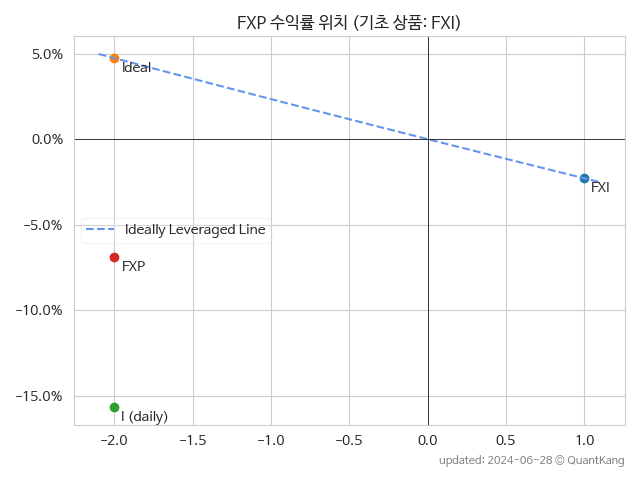 FXP 수익률 위치 (기초 상품: FXI)
5.0%
Ideal
0.0%
FXI
−5.0%
Ideally Leveraged Line
FXP
−10.0%
−15.0%
I (daily)
−2.0
−1.5
−1.0
−0.5
0.0
0.5
1.0
updated: 2024-06-28 © QuantKang